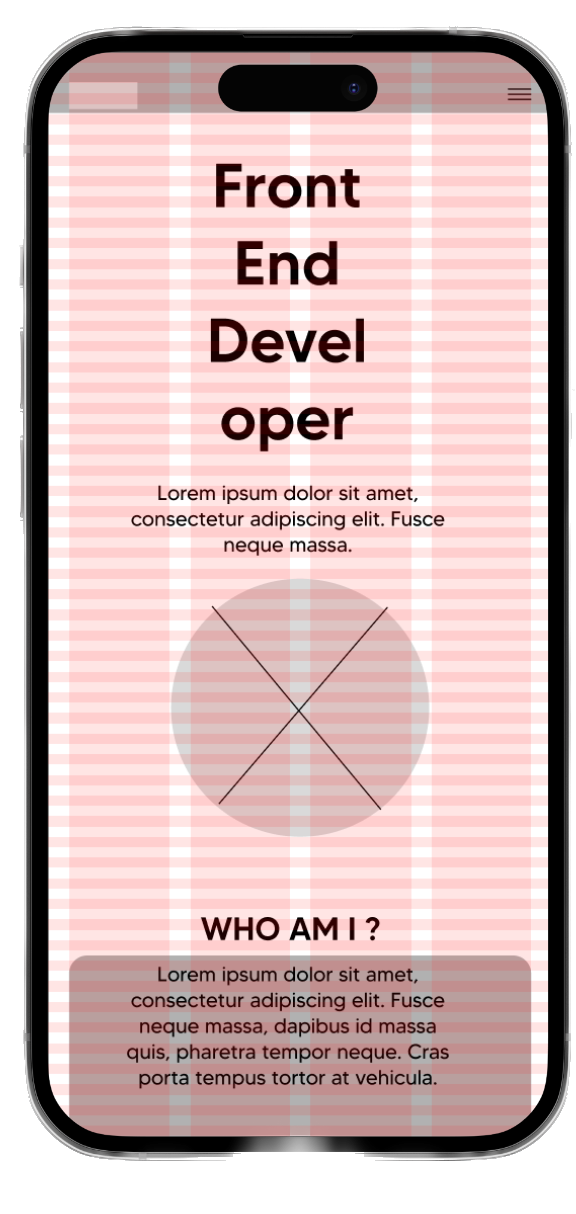 Front
End
Devel
oper
Lorem ipsum dolor sit amet,
consectetur adipiscing elit. Fusce
neque massa.
WHO AM I ?
Lorem ipsum dolor sit amet,
consectetur adipiscing elit. Fusce
neque massa, dapibus id massa
quis, pharetra tempor neque. Cras
porta tempus tortor at vehicula.